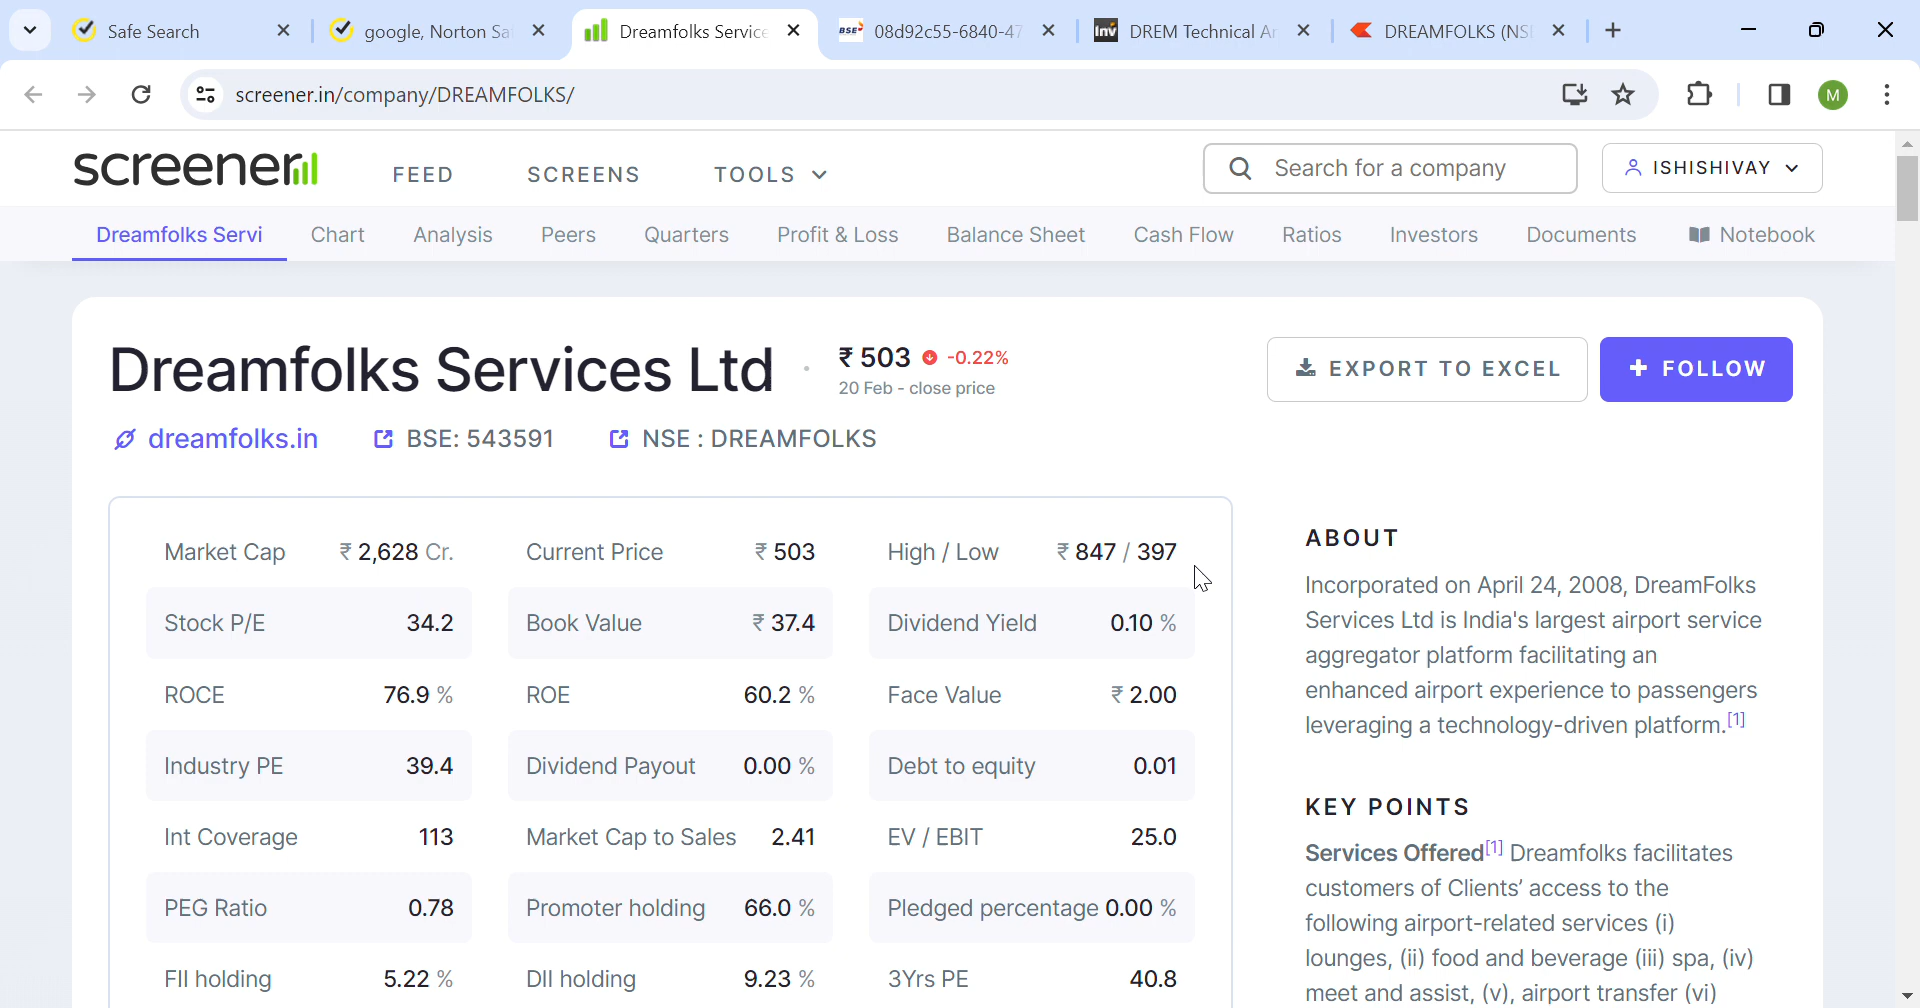 Safe Search
google, Norton Sa
Dreamfolks Service
BSE
08d92c55-6840-47
Inv
DREM Technical An
DREAMFOLKS (NSE
screener.in/company/DREAMFOLKS/
M
screener
FEED
SCREENS
TOOLS
Search for a company
ISHISHIVAY
Dreamfolks Servi
Chart
Analysis
Peers
Quarters
Profit & Loss
Balance Sheet
Cash Flow
Ratios
Investors
Documents
Notebook
Dreamfolks Services Ltd
₹ 503 -0.22%
20 Feb - close price
EXPORT TO EXCEL
+ FOLLOW
dreamfolks.in
BSE: 543591
NSE : DREAMFOLKS
Market Cap ₹ 2,628 Cr.
Current Price ₹ 503
High / Low ₹ 847 / 397
Stock P/E 34.2
Book Value ₹ 37.4
Dividend Yield 0.10 %
ROCE 76.9 %
ROE 60.2 %
Face Value ₹ 2.00
Industry PE 39.4
Dividend Payout 0.00 %
Debt to equity 0.01
Int Coverage 113
Market Cap to Sales 2.41
EV / EBIT 25.0
PEG Ratio 0.78
Promoter holding 66.0 %
Pledged percentage 0.00 %
FII holding 5.22 %
DII holding 9.23 %
3Yrs PE 40.8
ABOUT
Incorporated on April 24, 2008, DreamFolks
Services Ltd is India's largest airport service
aggregator platform facilitating an
enhanced airport experience to passengers
leveraging a technology-driven platform.[1]
KEY POINTS
Services Offered[1] Dreamfolks facilitates
customers of Clients' access to the
following airport-related services (i)
lounges, (ii) food and beverage (iii) spa, (iv)
meet and assist, (v), airport transfer (vi)